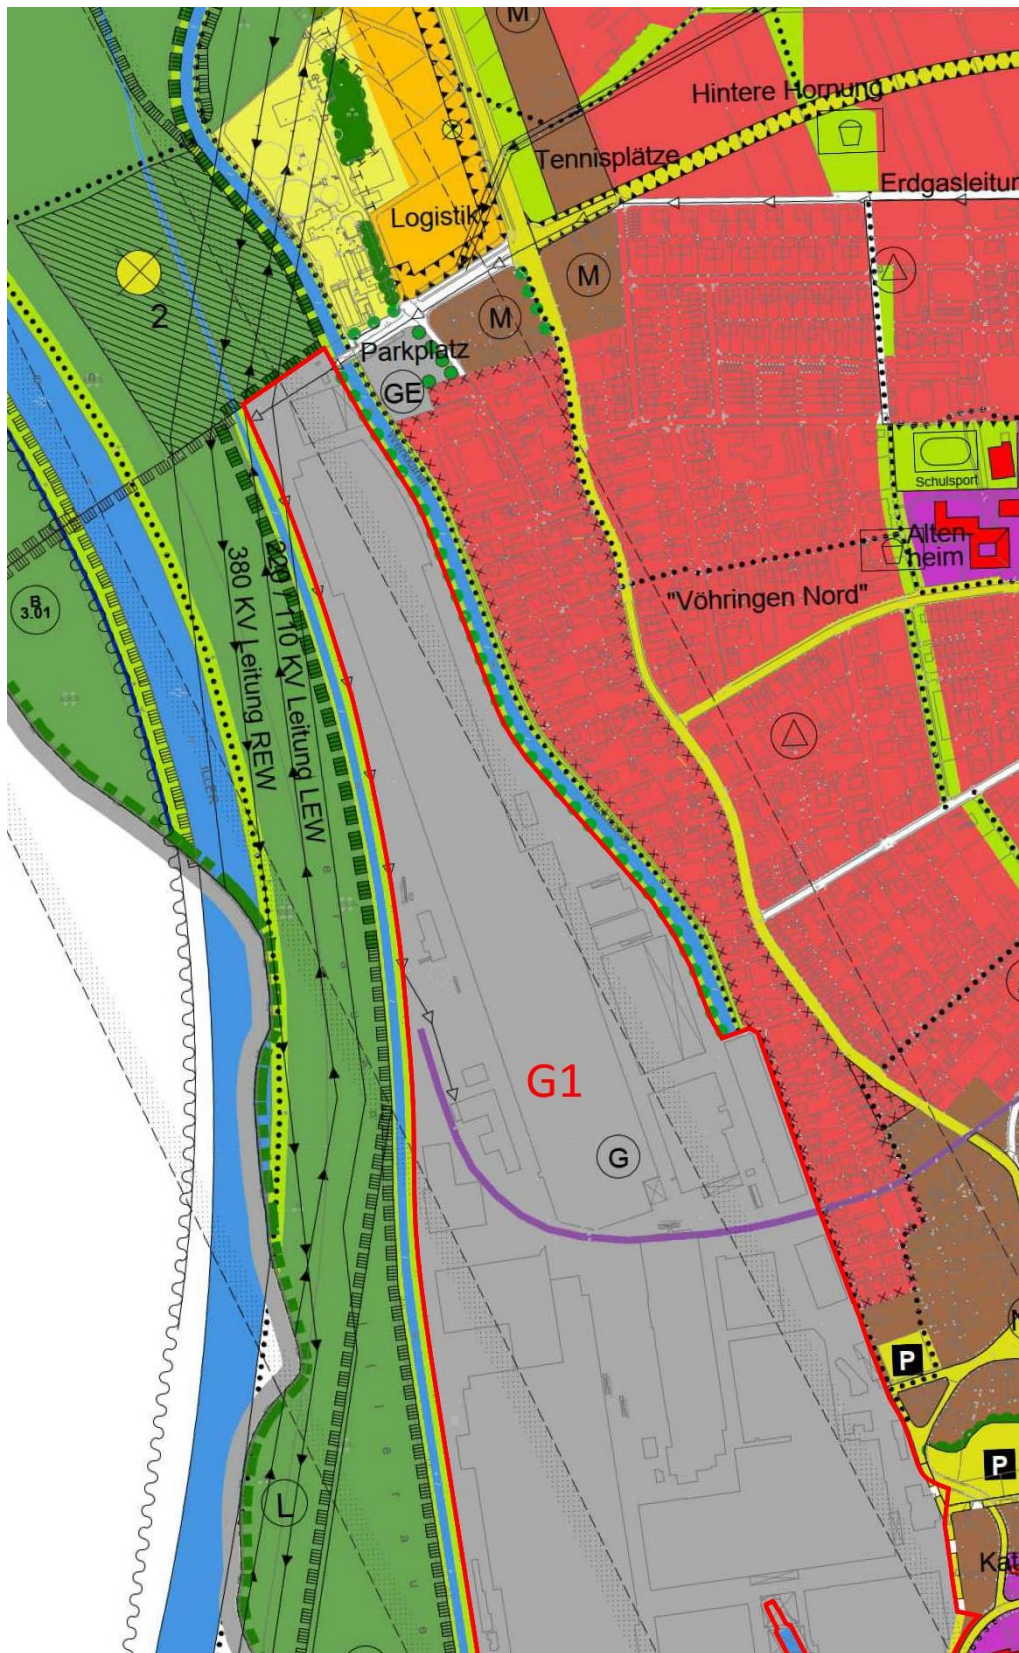 M
Hintere Hornung
Tennisplätze
Erdgasleitun
Logistik
M
2
M
Parkplatz
GE
Schulsport
Alten-
heim
380 KV Leitung REW
220 / 110 KV Leitung LEW
B
3.01
"Vöhringen Nord"
ILLER
G1
G
P
P
L
Kat